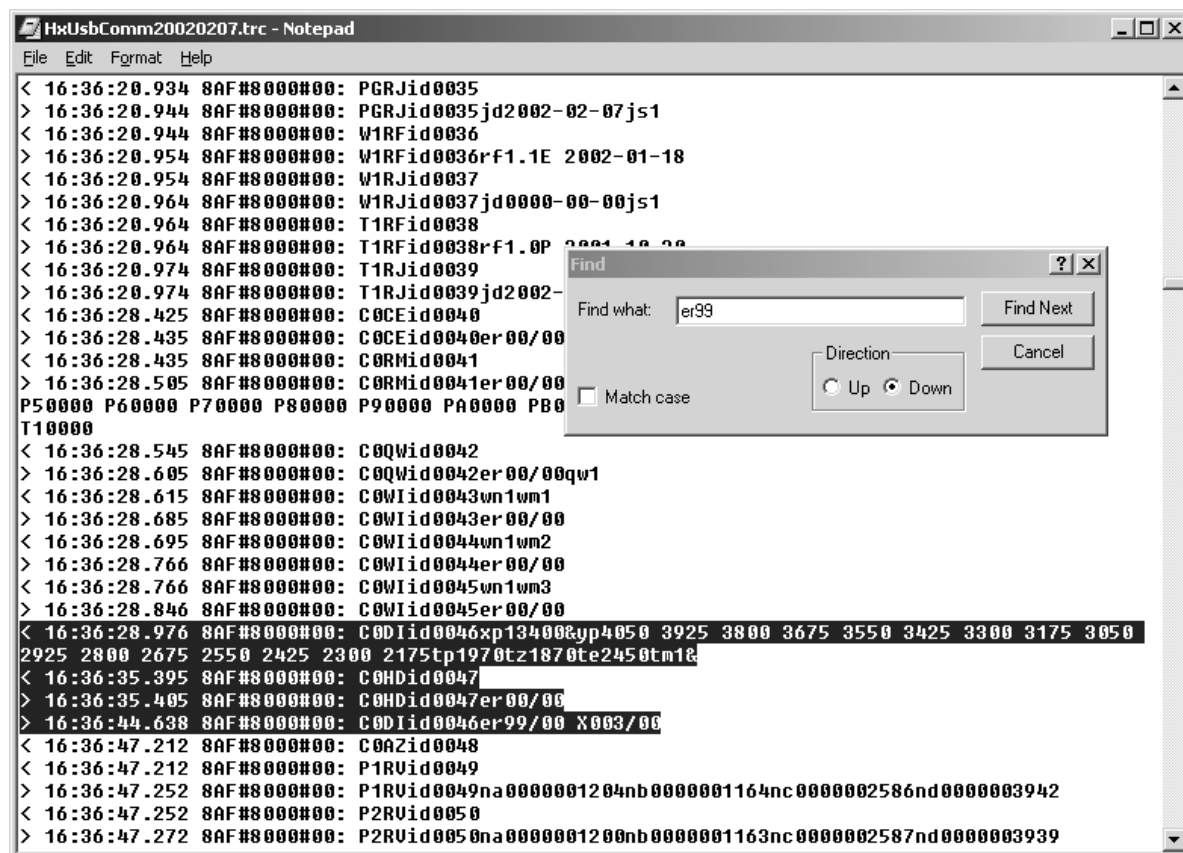 HxUsbComm20020207.trc - Notepad
File Edit Format Help
< 16:36:20.934 8AF#8000#00: PGRJid0035
> 16:36:20.944 8AF#8000#00: PGRJid0035jd2002-02-07js1
< 16:36:20.944 8AF#8000#00: W1RFid0036
> 16:36:20.954 8AF#8000#00: W1RFid0036rf1.1E 2002-01-18
< 16:36:20.954 8AF#8000#00: W1RJid0037
> 16:36:20.964 8AF#8000#00: W1RJid0037jd0000-00-00js1
< 16:36:20.964 8AF#8000#00: T1RFid0038
> 16:36:20.964 8AF#8000#00: T1RFid0038rf1.0P
< 16:36:20.974 8AF#8000#00: T1RJid0039
> 16:36:20.974 8AF#8000#00: T1RJid0039jd2002-
< 16:36:28.425 8AF#8000#00: C0CEid0040
> 16:36:28.435 8AF#8000#00: C0CEid0040er00/00
< 16:36:28.435 8AF#8000#00: C0RMid0041
> 16:36:28.505 8AF#8000#00: C0RMid0041er00/00
P50000 P60000 P70000 P80000 P90000 PA0000 PB0
T10000
Find
Find what: er99
Find Next
Cancel
Direction
Up Down
Match case
< 16:36:28.545 8AF#8000#00: C0QWid0042
> 16:36:28.605 8AF#8000#00: C0QWid0042er00/00qw1
< 16:36:28.615 8AF#8000#00: C0WIid0043wn1wm1
> 16:36:28.685 8AF#8000#00: C0WIid0043er00/00
< 16:36:28.695 8AF#8000#00: C0WIid0044wn1wm2
> 16:36:28.766 8AF#8000#00: C0WIid0044er00/00
< 16:36:28.766 8AF#8000#00: C0WIid0045wn1wm3
> 16:36:28.846 8AF#8000#00: C0WIid0045er00/00
< 16:36:28.976 8AF#8000#00: C0DIid0046xp13400&yp4050 3925 3800 3675 3550 3425 3300 3175 3050
2925 2800 2675 2550 2425 2300 2175tp1970tz1870te2450tm1&
< 16:36:35.395 8AF#8000#00: C0HDid0047
> 16:36:35.405 8AF#8000#00: C0HDid0047er00/00
> 16:36:44.638 8AF#8000#00: C0DIid0046er99/00 X003/00
< 16:36:47.212 8AF#8000#00: C0AZid0048
< 16:36:47.212 8AF#8000#00: P1RVid0049
> 16:36:47.252 8AF#8000#00: P1RVid0049na0000001204nb0000001164nc0000002586nd0000003942
< 16:36:47.252 8AF#8000#00: P2RVid0050
> 16:36:47.272 8AF#8000#00: P2RVid0050na0000001200nb0000001163nc0000002587nd0000003939